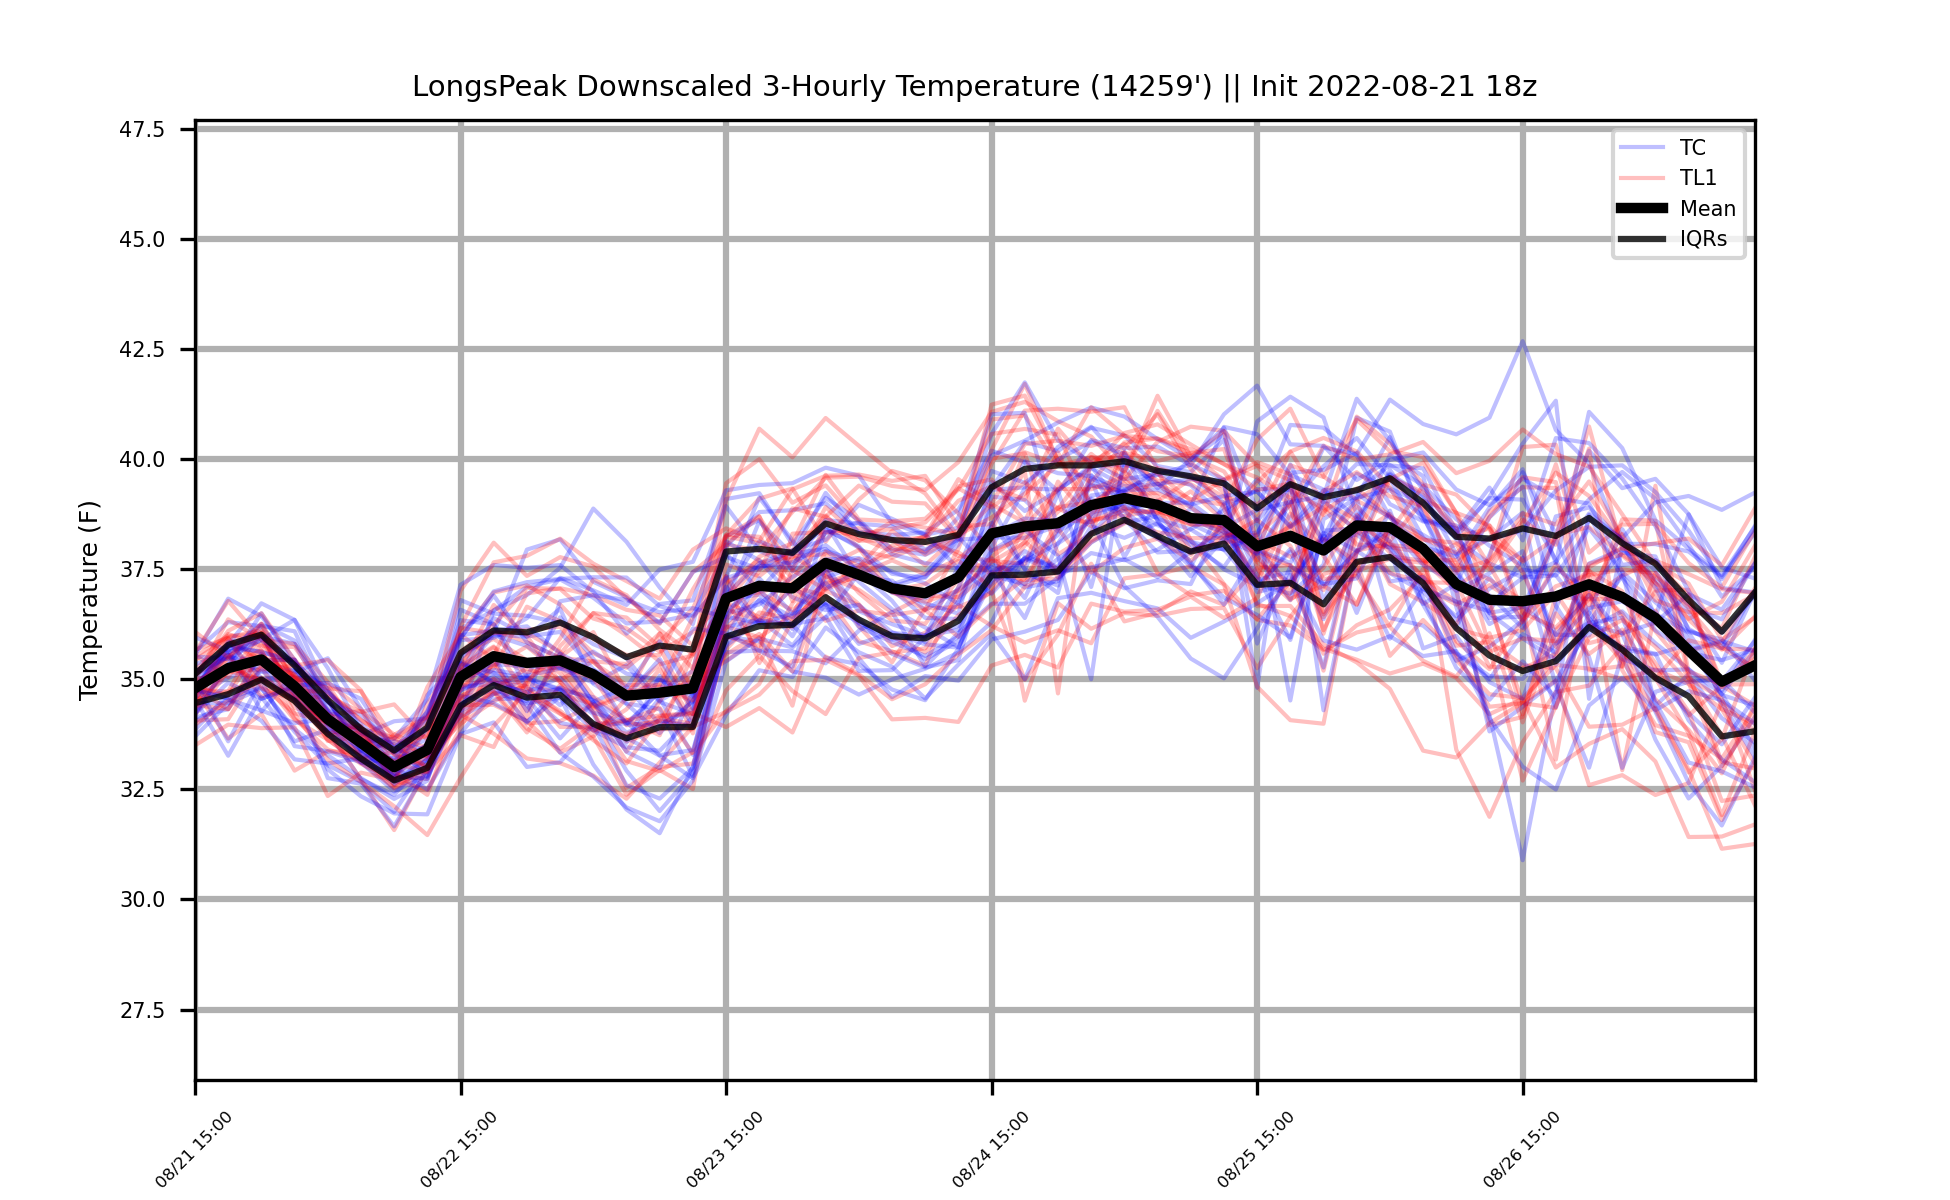 LongsPeak Downscaled 3-Hourly Temperature (14259') || Init 2022-08-21 18z
47.5
45.0
42.5
40.0
37.5
35.0
32.5
30.0
27.5
Temperature (F)
TC
TL1
Mean
IQRs
08/21 15:00
08/22 15:00
08/23 15:00
08/24 15:00
08/25 15:00
08/26 15:00